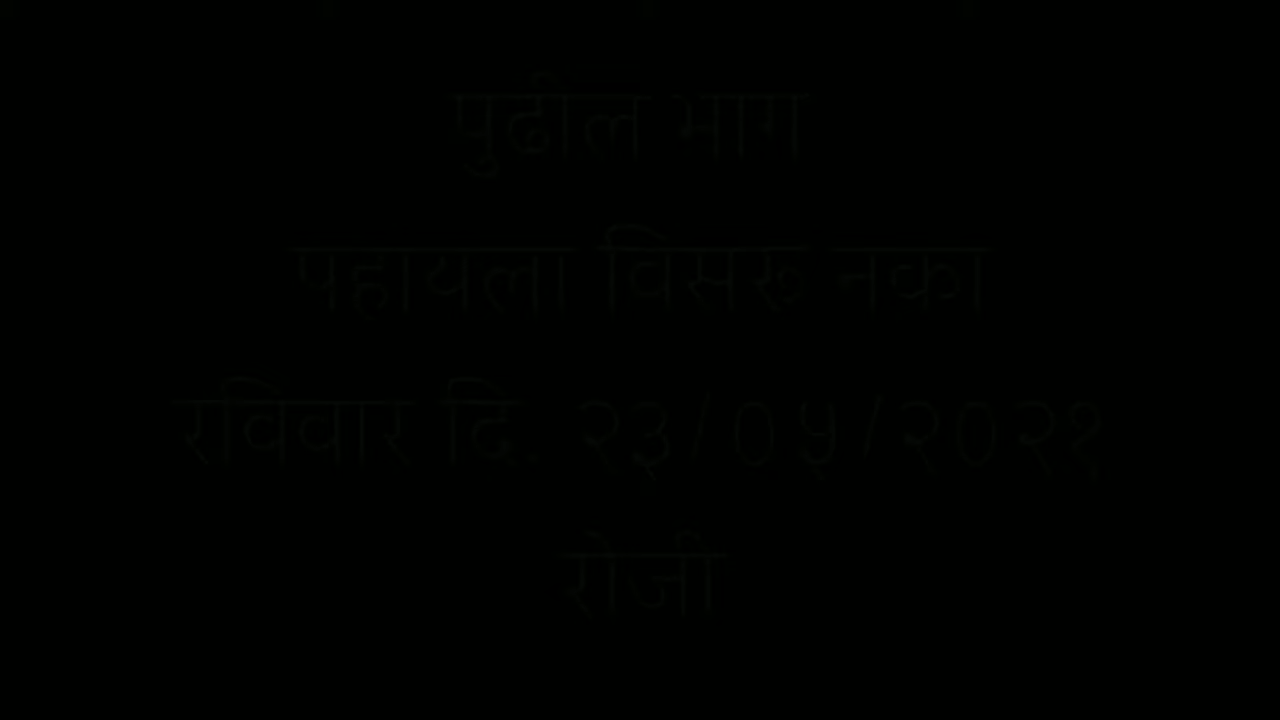 पुढील भाग
पहायला विसरू नका
रविवार दि. २३/०५/२०२१
रोजी